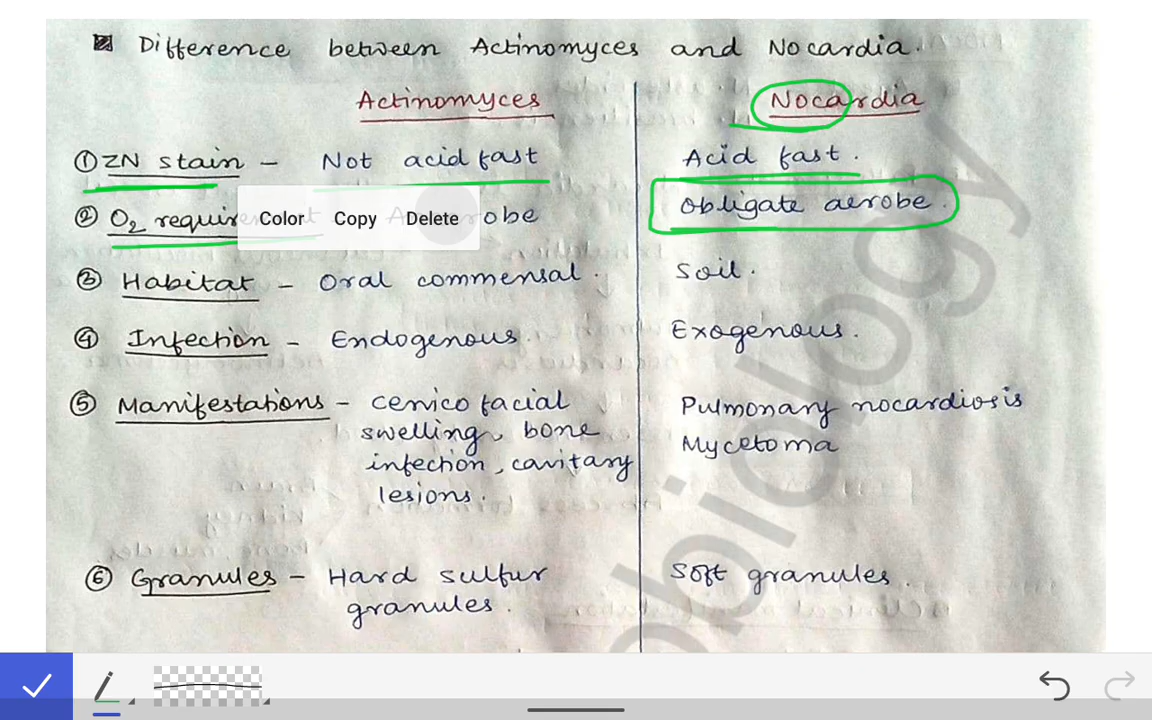 Difference between Actinomyces and Nocardia.
Actinomyces Nocardia
① ZN stain - Not acid fast Acid fast.
② O2 Obligate aerobe.
Color Copy Delete
③ Habitat - Oral commensal. Soil.
④ Infection - Endogenous. Exogenous.
⑤ Manifestations - cervico facial Pulmonary nocardiosis
swelling, bone Mycetoma
infection, cavitary
lesions.
⑥ Granules - Hard sulfur Soft granules.
granules.